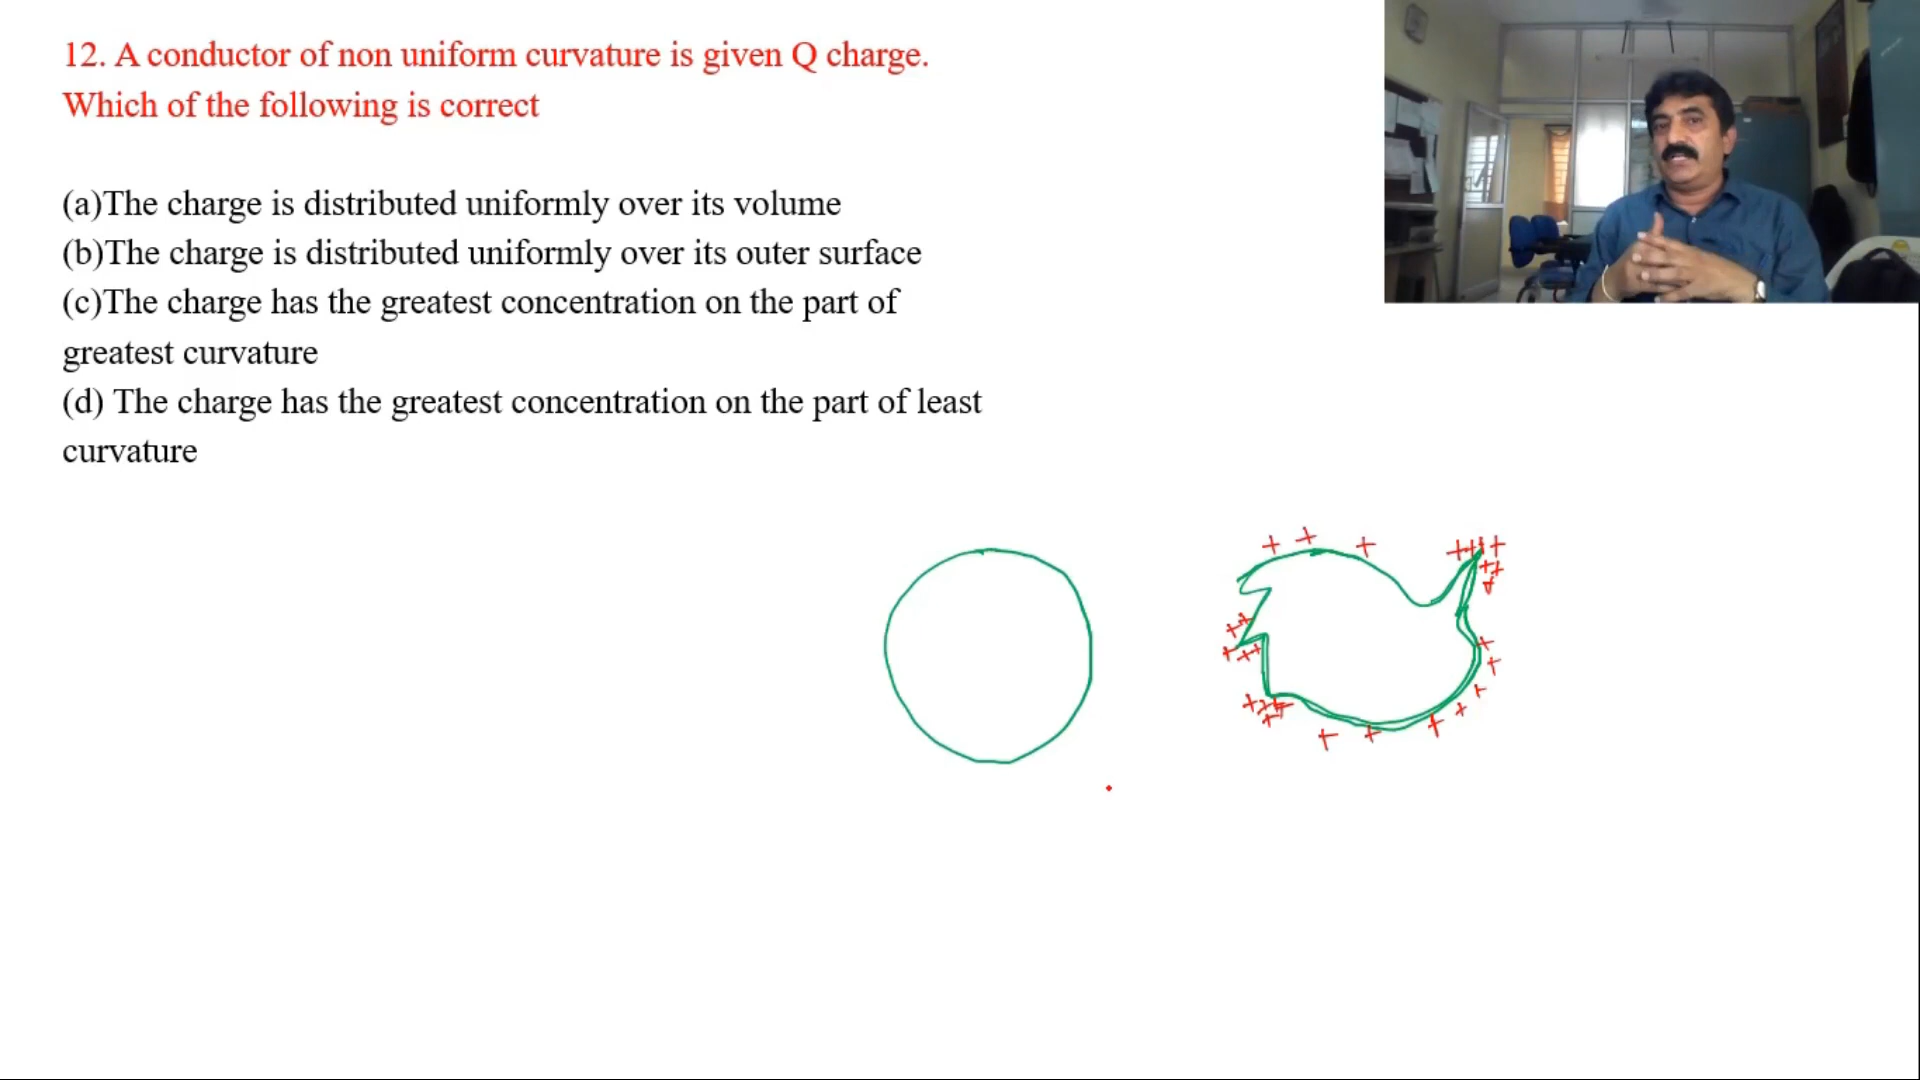 12. A conductor of non uniform curvature is given Q charge.
Which of the following is correct
(a)The charge is distributed uniformly over its volume
(b)The charge is distributed uniformly over its outer surface
(c)The charge has the greatest concentration on the part of
greatest curvature
(d) The charge has the greatest concentration on the part of least
curvature